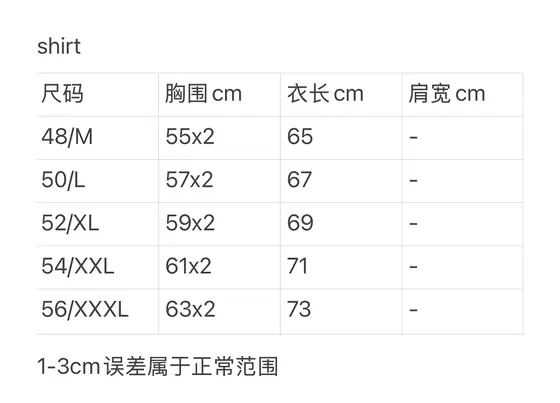 shirt
尺码 胸围cm 衣长cm 肩宽cm
48/M 55x2 65 -
50/L 57x2 67 -
52/XL 59x2 69 -
54/XXL 61x2 71 -
56/XXXL 63x2 73 -
1-3cm误差属于正常范围